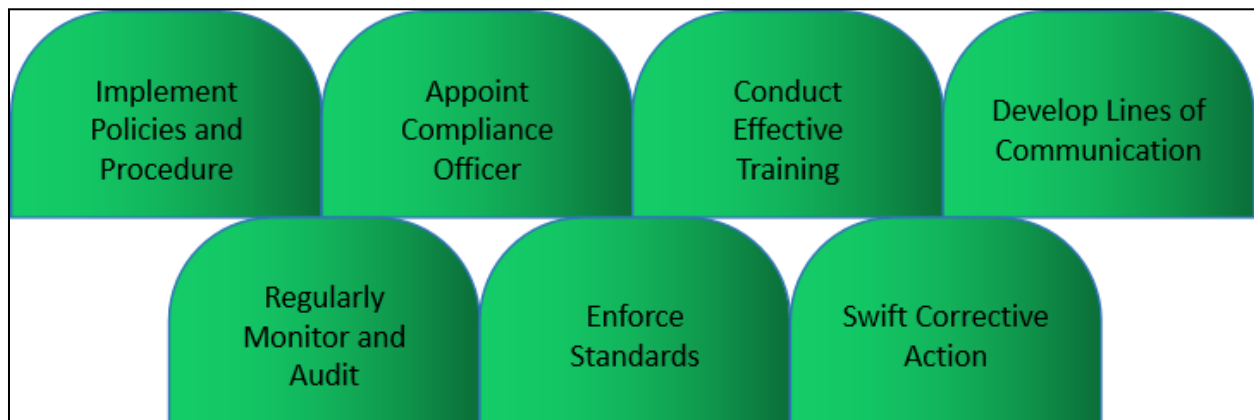 Implement
Policies and
Procedure
Appoint
Compliance
Officer
Conduct
Effective
Training
Develop Lines of
Communication
Regularly
Monitor and
Audit
Enforce
Standards
Swift Corrective
Action